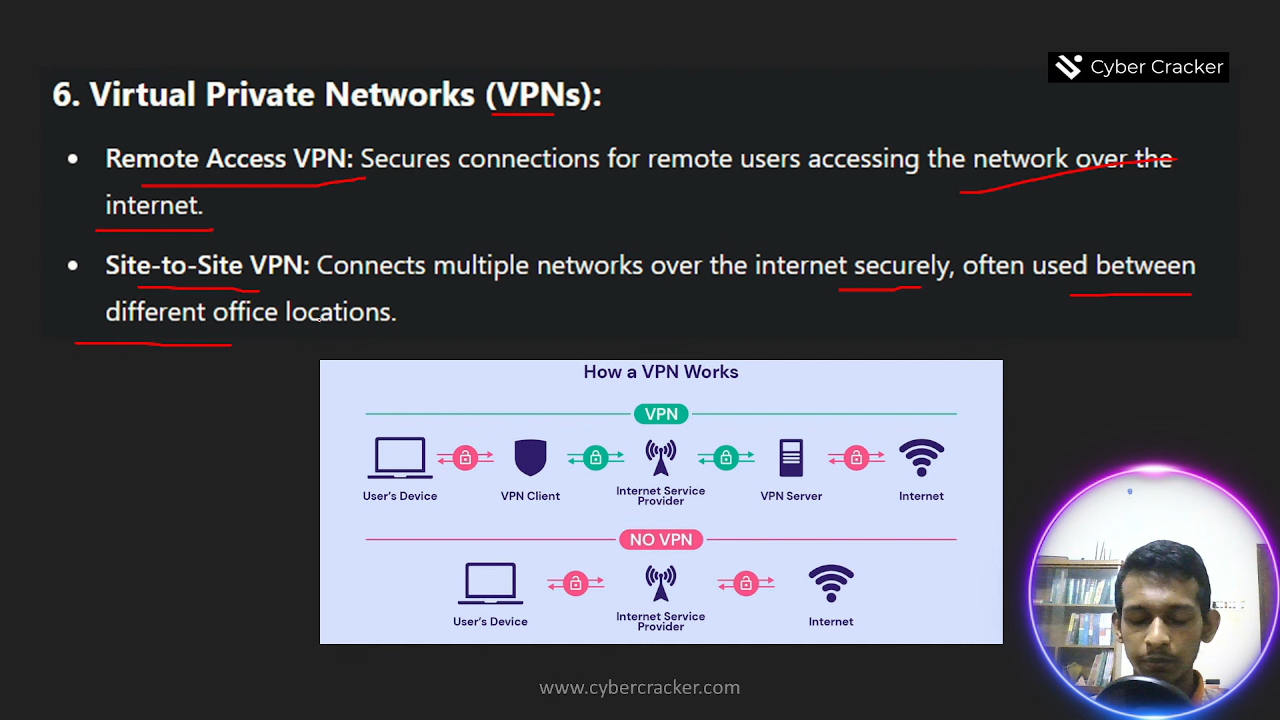 Cyber Cracker
6. Virtual Private Networks (VPNs):
• Remote Access VPN: Secures connections for remote users accessing the network over the
internet.
• Site-to-Site VPN: Connects multiple networks over the internet securely, often used between
different office locations.
How a VPN Works
VPN
User's Device
VPN Client
Internet Service
Provider
VPN Server
Internet
NO VPN
User's Device
Internet Service
Provider
Internet
www.cybercracker.com